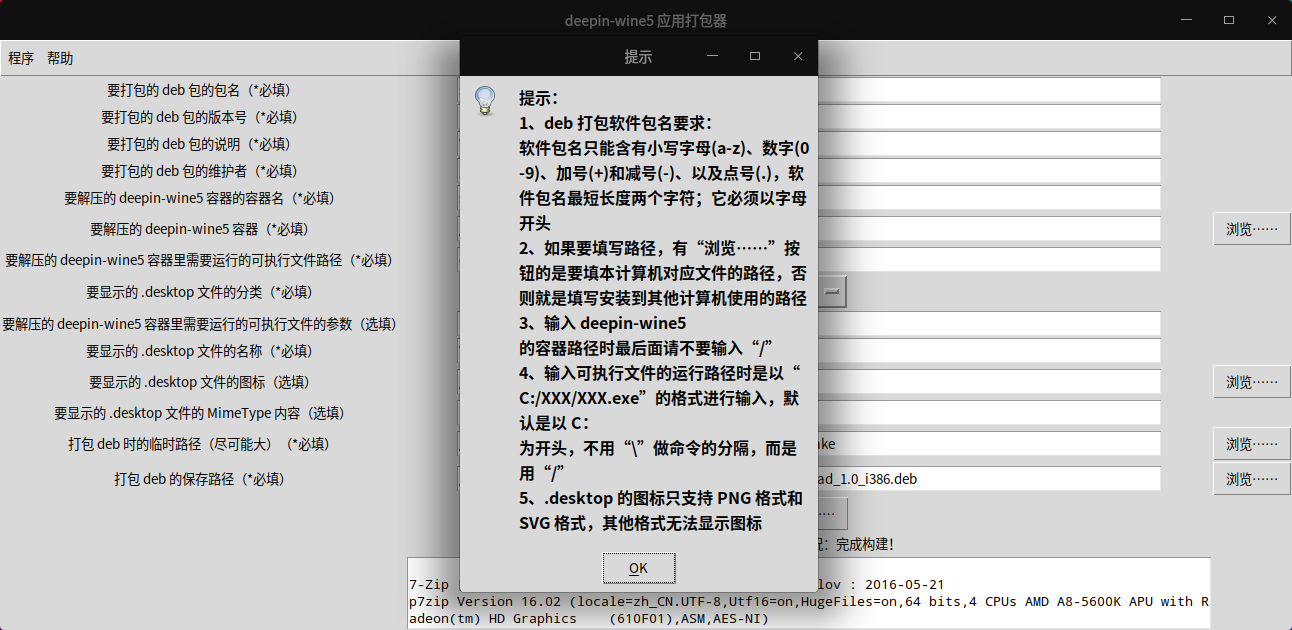 deepin-wine5 应用打包器
程序 帮助
提示
要打包的 deb 包的包名（*必填）
要打包的 deb 包的版本号（*必填）
要打包的 deb 包的说明（*必填）
要打包的 deb 包的维护者（*必填）
要解压的 deepin-wine5 容器的容器名（*必填）
要解压的 deepin-wine5 容器（*必填）
浏览……
要解压的 deepin-wine5 容器里需要运行的可执行文件路径（*必填）
要显示的 .desktop 文件的分类（*必填）
要解压的 deepin-wine5 容器里需要运行的可执行文件的参数（选填）
要显示的 .desktop 文件的名称（*必填）
要显示的 .desktop 文件的图标（选填）
浏览……
要显示的 .desktop 文件的 MimeType 内容（选填）
打包 deb 时的临时路径（尽可能大）（*必填）
ake
浏览……
打包 deb 的保存路径（*必填）
ad_1.0_i386.deb
浏览……
提示：
1、deb 打包软件包名要求：
软件包名只能含有小写字母(a-z)、数字(0
-9)、加号(+)和减号(-)、以及点号(.)，软
件包名最短长度两个字符；它必须以字母
开头
2、如果要填写路径，有“浏览……”按
钮的是要填本计算机对应文件的路径，否
则就是填写安装到其他计算机使用的路径
3、输入 deepin-wine5
的容器路径时最后面请不要输入“/”
4、输入可执行文件的运行路径时是以“
C:/XXX/XXX.exe”的格式进行输入，默
认是以 C：
为开头，不用“\”做命令的分隔，而是
用“/”
5、.desktop 的图标只支持 PNG 格式和
SVG 格式，其他格式无法显示图标
OK
：完成构建！
7-Zip lov : 2016-05-21
p7zip Version 16.02 (locale=zh_CN.UTF-8,Utf16=on,HugeFiles=on,64 bits,4 CPUs AMD A8-5600K APU with R
adeon(tm) HD Graphics (610F01),ASM,AES-NI)